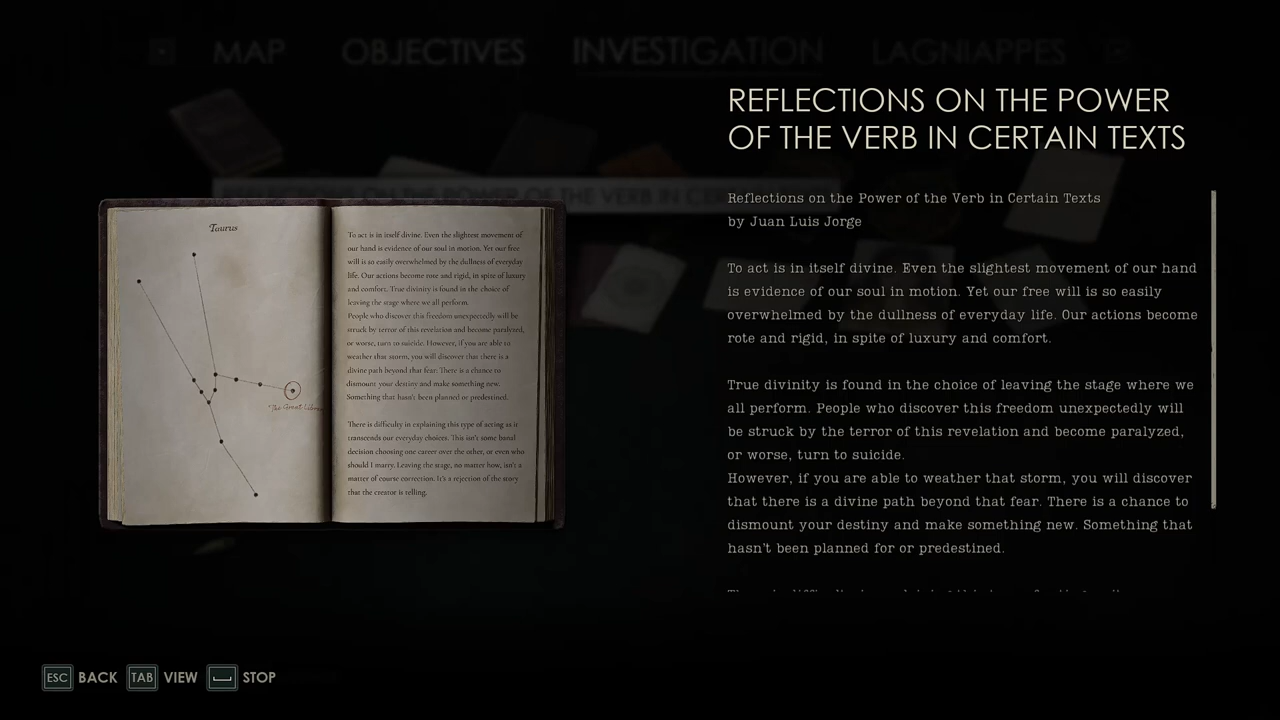 MAP OBJECTIVES INVESTIGATION LAGNIAPPES
REFLECTIONS ON THE POWER
OF THE VERB IN CERTAIN TEXTS
Taurus
"The Great
To act is in itself divine. Even the slightest movement of
our hand is evidence of our soul in motion. Yet our free
will is an easily overwhelmed by the dullness of everyday
life. Our actions become rote and rigid, in spite of luxury
and comfort. True divinity is found in the choice of
leaving the stage where we all perform.
People who discover this freedom unexpectedly will be
struck by terror of this revelation and become paralyzed,
or worse, turn to suicide. However, if you are able to
weather that storm, you will discover that there is a
divine path beyond that fear. There is a chance to
dismount your destiny and make something new.
Something that hasn't been planned or predestined.
There is difficulty in explaining this type of acting as it
transcends our everyday choices. This isn't some banal
decision choosing one career over the other, or even who
should I marry. Leaving the stage, no matter how, isn't a
matter of course correction. It's a rejection of the story
that the creator is telling.
Reflections on the Power of the Verb in Certain Texts
by Juan Luis Jorge
To act is in itself divine. Even the slightest movement of our hand
is evidence of our soul in motion. Yet our free will is so easily
overwhelmed by the dullness of everyday life. Our actions become
rote and rigid, in spite of luxury and comfort.
True divinity is found in the choice of leaving the stage where we
all perform. People who discover this freedom unexpectedly will
be struck by the terror of this revelation and become paralyzed,
or worse, turn to suicide.
However, if you are able to weather that storm, you will discover
that there is a divine path beyond that fear. There is a chance to
dismount your destiny and make something new. Something that
hasn't been planned for or predestined.
ESC BACK TAB VIEW STOP